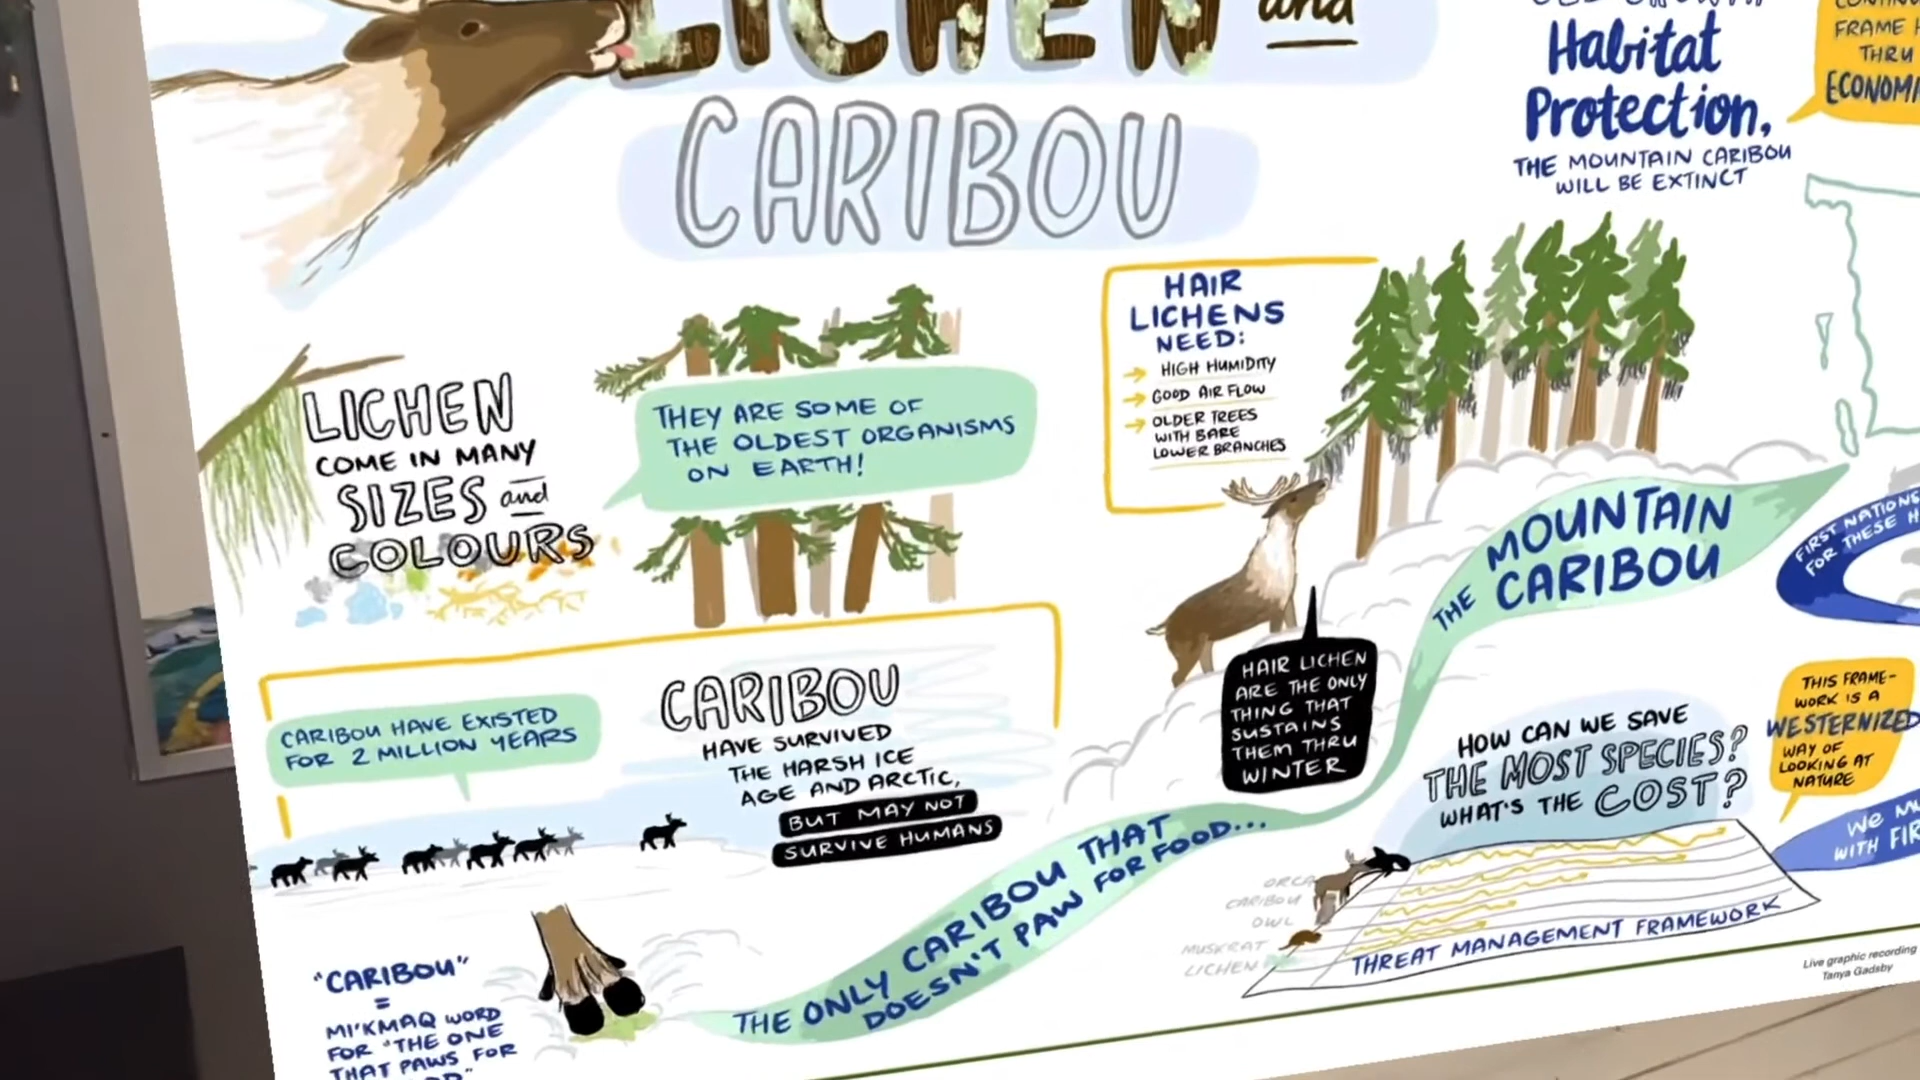 LICHEN and
CARIBOU
Habitat
Protection,
THE MOUNTAIN CARIBOU
WILL BE EXTINCT
FRAME
THRU
HAIR
LICHENS
NEED:
→ HIGH HUMIDITY
→ GOOD AIR FLOW
→ OLDER TREES
WITH BARE
LOWER BRANCHES
LICHEN
COME IN MANY
SIZES and
COLOURS
THEY ARE SOME OF
THE OLDEST ORGANISMS
ON EARTH!
THE MOUNTAIN
CARIBOU
FIRST NATIONS
FOR THESE
CARIBOU HAVE EXISTED
FOR 2 MILLION YEARS
CARIBOU
HAVE SURVIVED
THE HARSH ICE
AGE AND ARCTIC,
BUT MAY NOT
SURVIVE HUMANS
HAIR LICHEN
ARE THE ONLY
THING THAT
SUSTAINS
THEM THRU
WINTER
HOW CAN WE SAVE
THE MOST SPECIES?
WHAT'S THE COST?
THIS FRAME-
WORK IS A
WESTERNIZED
WAY OF
LOOKING AT
NATURE
WE
WITH
ORCA
CARIBOU
OWL
MUSKRAT
LICHEN
THREAT MANAGEMENT FRAMEWORK
"CARIBOU"
=
MI'KMAQ WORD
FOR "THE ONE
THAT PAWS FOR
THE ONLY CARIBOU THAT
DOESN'T PAW FOR FOOD...
Live graphic recording
Tanya Gadsby